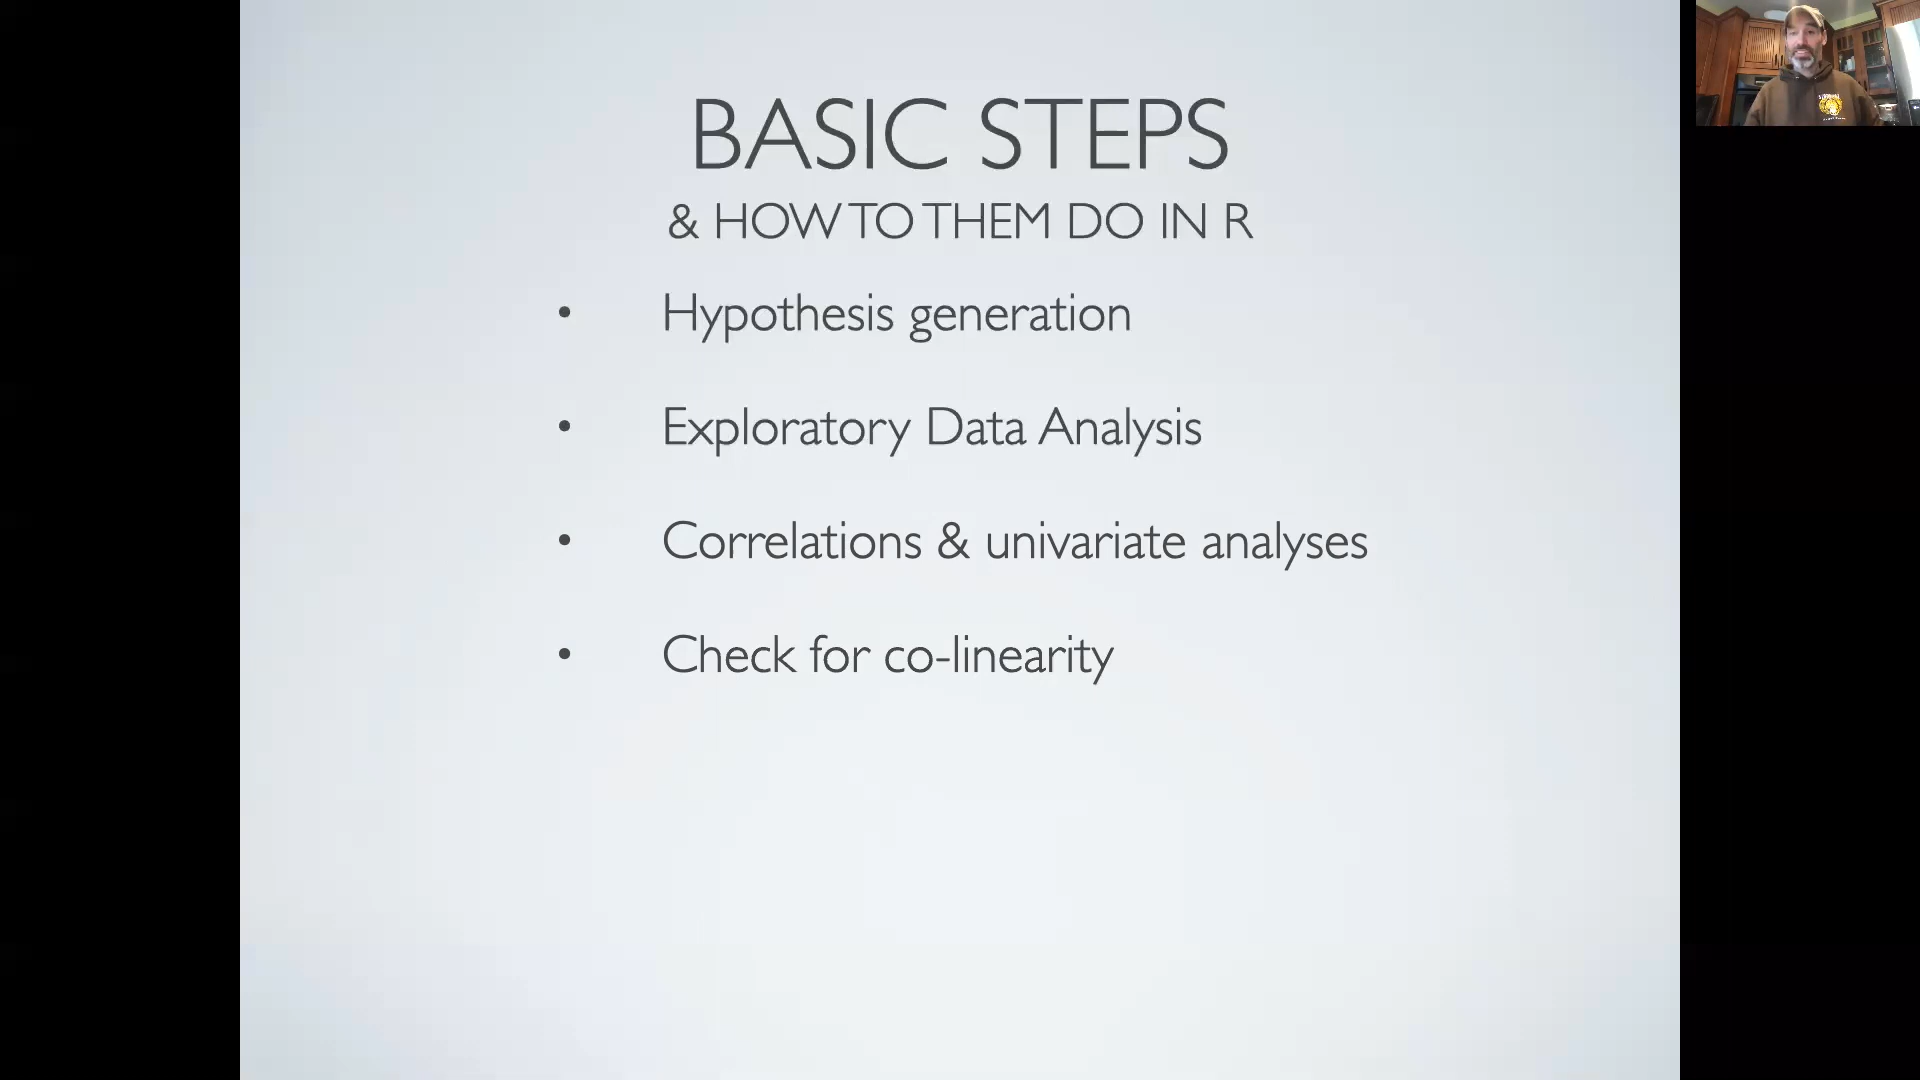 BASIC STEPS
& HOW TO THEM DO IN R
• Hypothesis generation
• Exploratory Data Analysis
• Correlations & univariate analyses
• Check for co-linearity